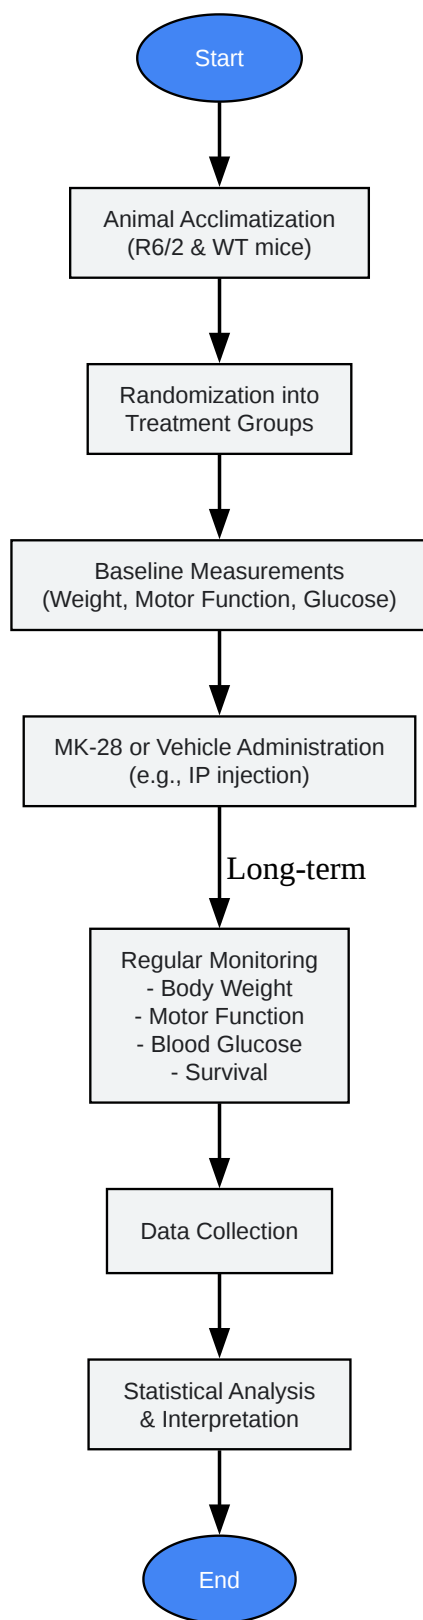 Start
Animal Acclimatization
(R6/2 & WT mice)
Randomization into
Treatment Groups
Baseline Measurements
(Weight, Motor Function, Glucose)
MK-28 or Vehicle Administration
(e.g., IP injection)
Long-term
Regular Monitoring
- Body Weight
- Motor Function
- Blood Glucose
- Survival
Data Collection
Statistical Analysis
& Interpretation
End